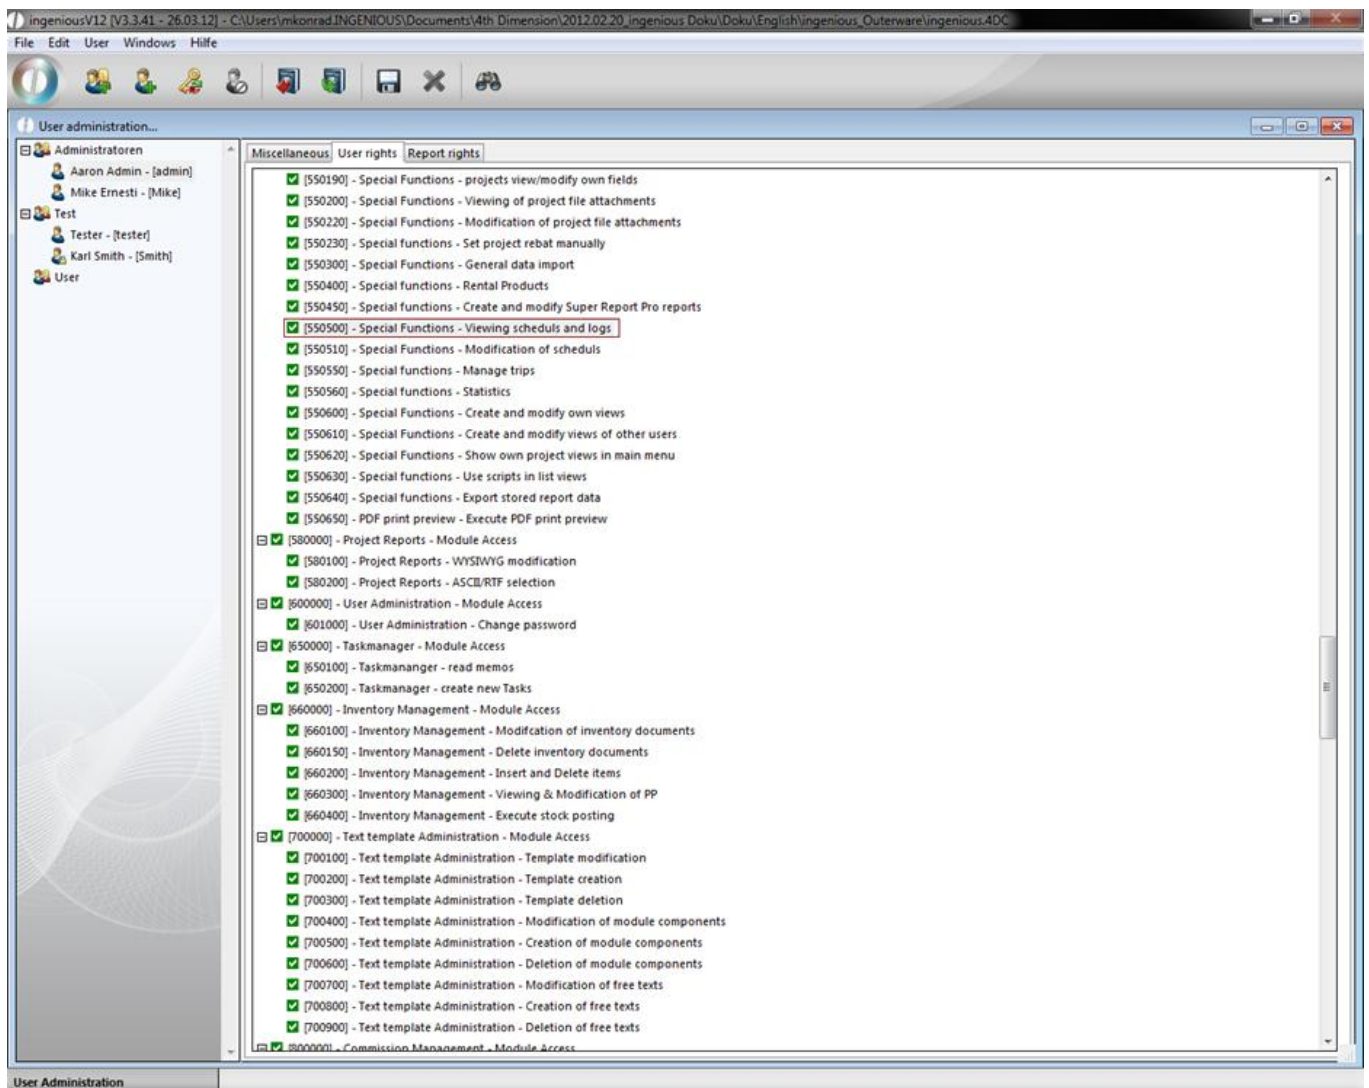 ingeniousV12 [V3.3.41 - 26.03.12] - C:\Users\mkonrad.INGENIOUS\Documents\4th Dimension\2012.02.20_ingenious Doku\Doku\English\ingenious_Outerware\ingenious.4DC
File Edit User Windows Hilfe
User administration...
Administratoren
Aaron Admin - [admin]
Mike Ernesti - [Mike]
Test
Tester - [tester]
Karl Smith - [Smith]
User
Miscellaneous User rights Report rights
[550190] - Special Functions - projects view/modify own fields
[550200] - Special Functions - Viewing of project file attachments
[550220] - Special Functions - Modification of project file attachments
[550230] - Special functions - Set project rebat manually
[550300] - Special Functions - General data import
[550400] - Special functions - Rental Products
[550450] - Special functions - Create and modify Super Report Pro reports
[550500] - Special Functions - Viewing scheduls and logs
[550510] - Special Functions - Modification of scheduls
[550550] - Special functions - Manage trips
[550560] - Special functions - Statistics
[550600] - Special Functions - Create and modify own views
[550610] - Special Functions - Create and modify views of other users
[550620] - Special Functions - Show own project views in main menu
[550630] - Special functions - Use scripts in list views
[550640] - Special functions - Export stored report data
[550650] - PDF print preview - Execute PDF print preview
[580000] - Project Reports - Module Access
[580100] - Project Reports - WYSIWYG modification
[580200] - Project Reports - ASCII/RTF selection
[600000] - User Administration - Module Access
[601000] - User Administration - Change password
[650000] - Taskmanager - Module Access
[650100] - Taskmananger - read memos
[650200] - Taskmanager - create new Tasks
[660000] - Inventory Management - Module Access
[660100] - Inventory Management - Modifcation of inventory documents
[660150] - Inventory Management - Delete inventory documents
[660200] - Inventory Management - Insert and Delete items
[660300] - Inventory Management - Viewing & Modification of PP
[660400] - Inventory Management - Execute stock posting
[700000] - Text template Administration - Module Access
[700100] - Text template Administration - Template modification
[700200] - Text template Administration - Template creation
[700300] - Text template Administration - Template deletion
[700400] - Text template Administration - Modification of module components
[700500] - Text template Administration - Creation of module components
[700600] - Text template Administration - Deletion of module components
[700700] - Text template Administration - Modification of free texts
[700800] - Text template Administration - Creation of free texts
[700900] - Text template Administration - Deletion of free texts
[800000] - Commission Management - Module Access
User Administration